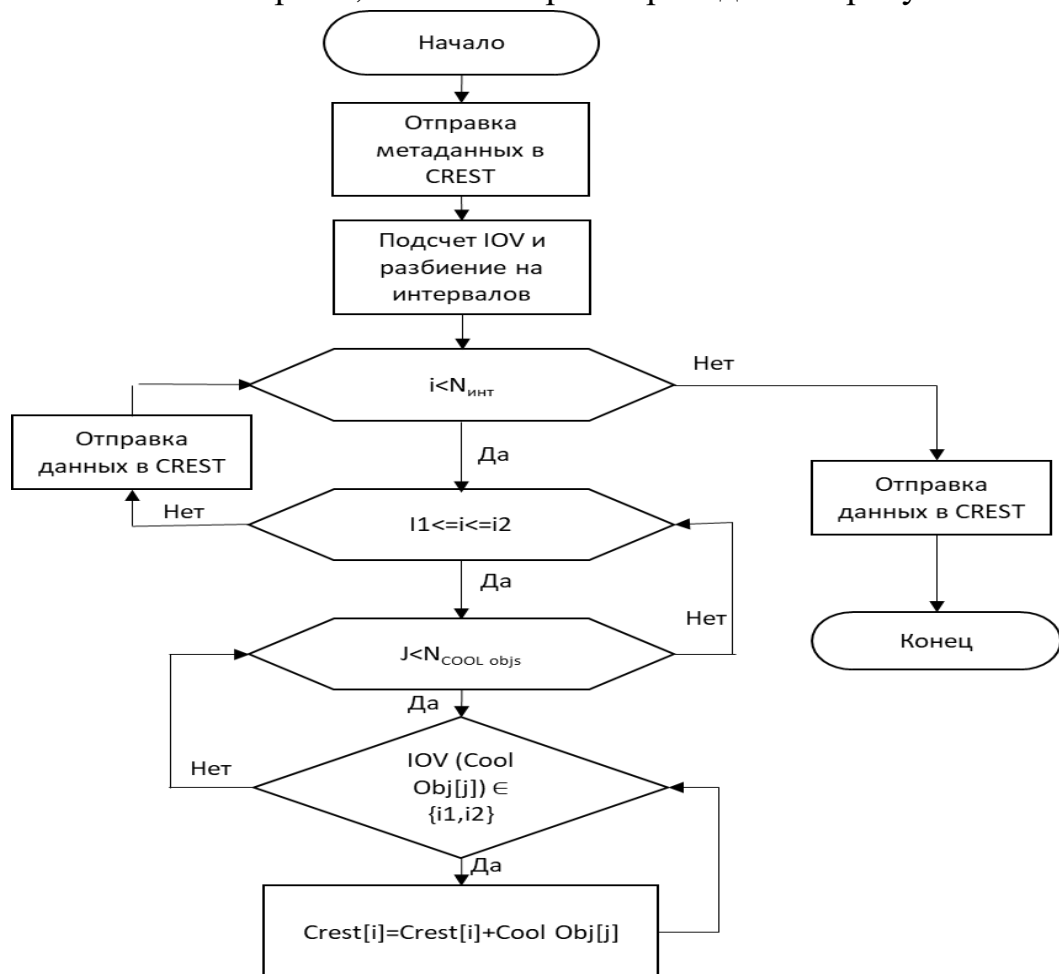 Начало
Отправка
метаданных в
CREST
Подсчет IOV и
разбиение на
интервалов
i<Nинт
Нет
Да
Отправка
данных в CREST
Отправка
данных в CREST
Нет
I1<=i<=i2
Да
Нет
Конец
J<NCOOL objs
Да
Нет
IOV (Cool
Obj[j]) ∈
{i1,i2}
Да
Crest[i]=Crest[i]+Cool Obj[j]